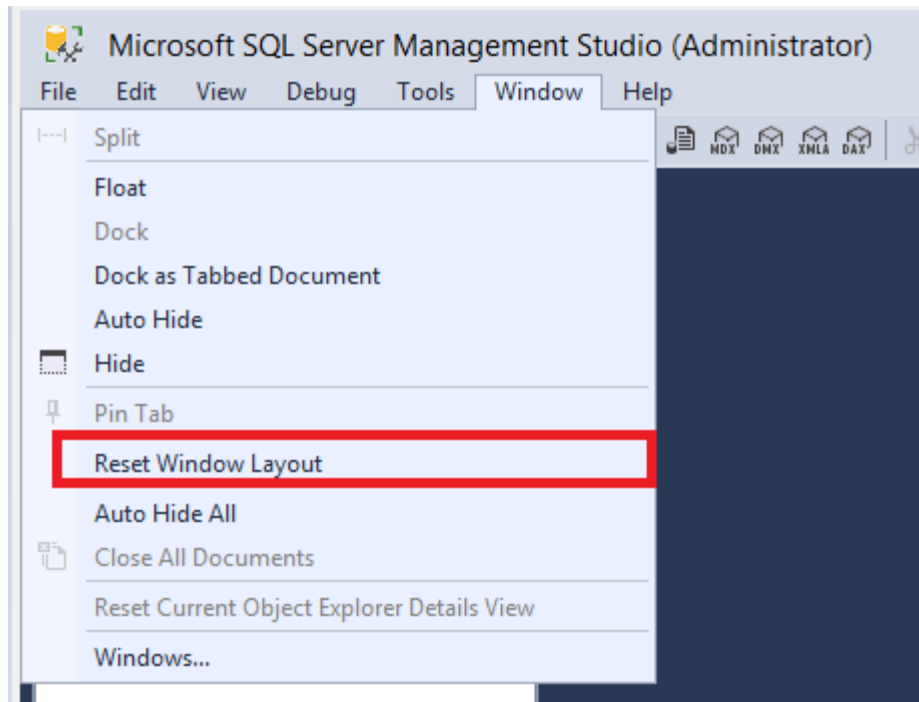 Microsoft SQL Server Management Studio (Administrator)
File Edit View Debug Tools Window Help
Split
MDX DMX XMLA DAX
Float
Dock
Dock as Tabbed Document
Auto Hide
Hide
Pin Tab
Reset Window Layout
Auto Hide All
Close All Documents
Reset Current Object Explorer Details View
Windows...